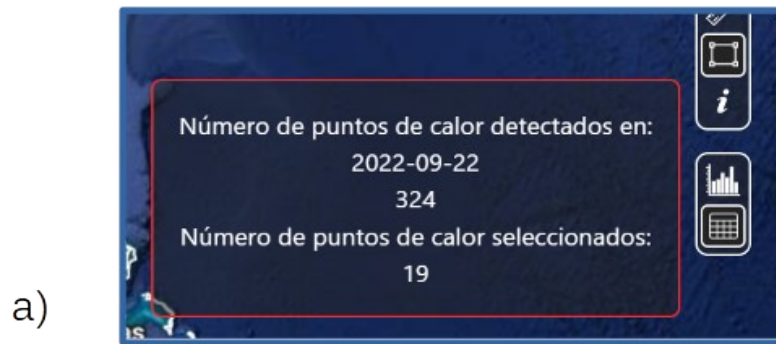 Número de puntos de calor detectados en:
2022-09-22
324
Número de puntos de calor seleccionados:
19
a)